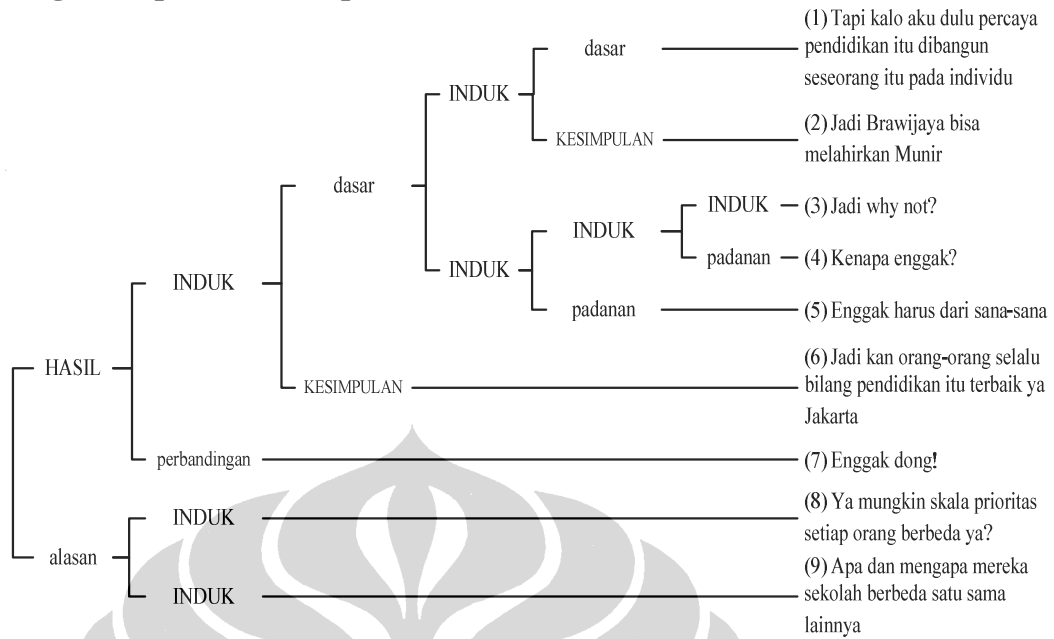 (1) Tapi kalo aku dulu percaya
dasar
pendidikan itu dibangun
seseorang itu pada individu
INDUK
(2) Jadi Brawijaya bisa
KESIMPULAN
melahirkan Munir
dasar
INDUK
(3) Jadi why not?
INDUK
INDUK
padanan
(4) Kenapa enggak?
INDUK
padanan
(5) Enggak harus dari sana-sana
HASIL
(6) Jadi kan orang-orang selalu
KESIMPULAN
bilang pendidikan itu terbaik ya
Jakarta
perbandingan
(7) Enggak dong!
INDUK
(8) Ya mungkin skala prioritas
setiap orang berbeda ya?
alasan
(9) Apa dan mengapa mereka
INDUK
sekolah berbeda satu sama
lainnya